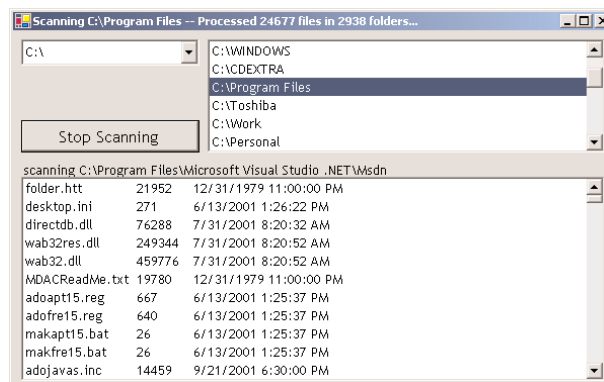 Scanning C:\Program Files -- Processed 24677 files in 2938 folders...
C:\
C:\WINDOWS
C:\CDEXTRA
C:\Program Files
C:\Toshiba
C:\Work
C:\Personal
Stop Scanning
scanning C:\Program Files\Microsoft Visual Studio .NET\Msdn
folder.htt 21952 12/31/1979 11:00:00 PM
desktop.ini 271 6/13/2001 1:26:22 PM
directdb.dll 76288 7/31/2001 8:20:32 AM
wab32res.dll 249344 7/31/2001 8:20:52 AM
wab32.dll 459776 7/31/2001 8:20:52 AM
MDACReadMe.txt 19780 12/31/1979 11:00:00 PM
adoapt15.reg 667 6/13/2001 1:25:37 PM
adofre15.reg 640 6/13/2001 1:25:37 PM
makapt15.bat 26 6/13/2001 1:25:37 PM
makfre15.bat 26 6/13/2001 1:25:37 PM
adojavas.inc 14459 9/21/2001 6:30:00 PM